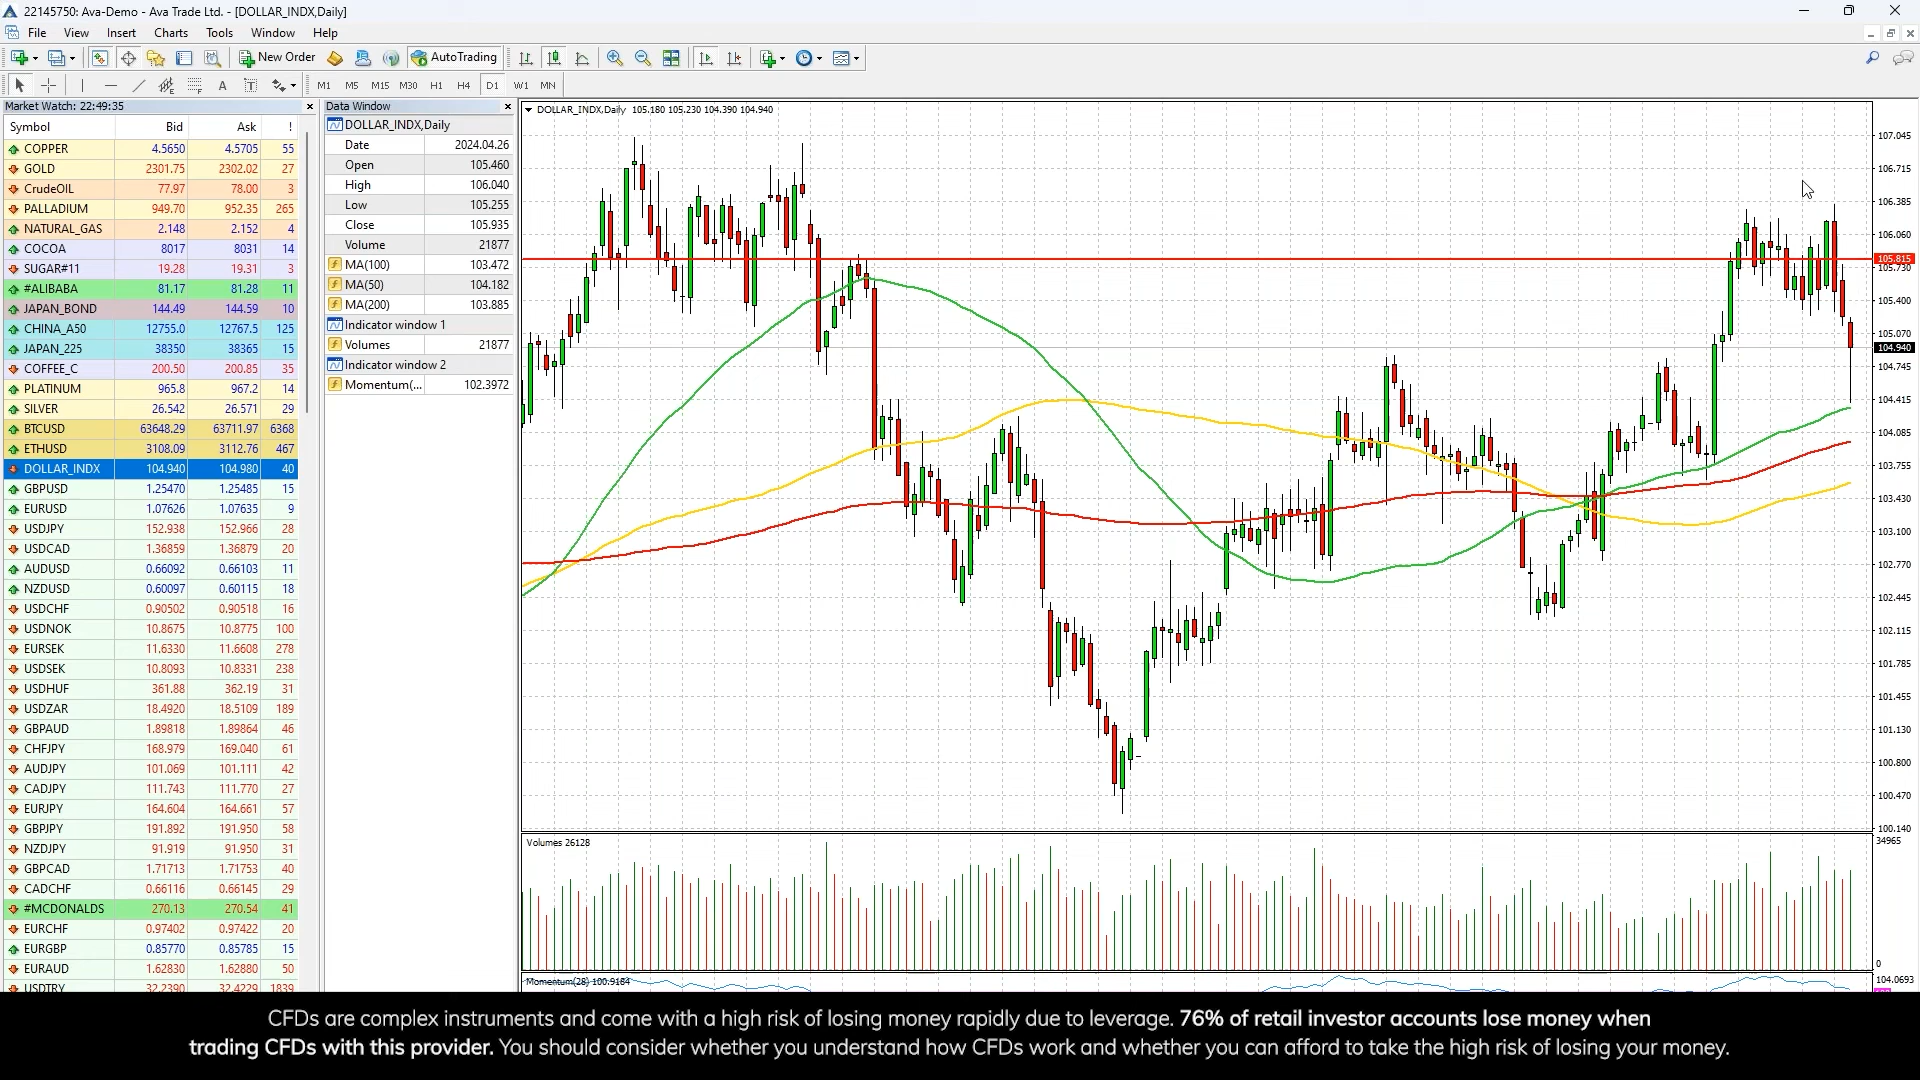 22145750: Ava-Demo - Ava Trade Ltd. - [DOLLAR_INDX,Daily]
File View Insert Charts Tools Window Help
New Order AutoTrading
A T M1 M5 M15 M30 H1 H4 D1 W1 MN
Market Watch: 22:49:35
Symbol Bid Ask !
COPPER 4.5650 4.5705 55
GOLD 2301.75 2302.02 27
CrudeOIL 77.97 78.00 3
PALLADIUM 949.70 952.35 265
NATURAL_GAS 2.148 2.152 4
COCOA 8017 8031 14
SUGAR#11 19.28 19.31 3
#ALIBABA 81.17 81.28 11
JAPAN_BOND 144.49 144.59 10
CHINA_A50 12755.0 12767.5 125
JAPAN_225 38350 38365 15
COFFEE_C 200.50 200.85 35
PLATINUM 965.8 967.2 14
SILVER 26.542 26.571 29
BTCUSD 63648.29 63711.97 6368
ETHUSD 3108.09 3112.76 467
DOLLAR_INDX 104.940 104.980 40
GBPUSD 1.25470 1.25485 15
EURUSD 1.07626 1.07635 9
USDJPY 152.938 152.966 28
USDCAD 1.36859 1.36879 20
AUDUSD 0.66092 0.66103 11
NZDUSD 0.60097 0.60115 18
USDCHF 0.90502 0.90518 16
USDNOK 10.8675 10.8775 100
EURSEK 11.6330 11.6608 278
USDSEK 10.8093 10.8331 238
USDHUF 361.88 362.19 31
USDZAR 18.4920 18.5109 189
GBPAUD 1.89818 1.89864 46
CHFJPY 168.979 169.040 61
AUDJPY 101.069 101.111 42
CADJPY 111.743 111.770 27
EURJPY 164.604 164.661 57
GBPJPY 191.892 191.950 58
NZDJPY 91.919 91.950 31
GBPCAD 1.71713 1.71753 40
CADCHF 0.66116 0.66145 29
#MCDONALDS 270.13 270.54 41
EURCHF 0.97402 0.97422 20
EURGBP 0.85770 0.85785 15
EURAUD 1.62830 1.62880 50
USDTRY 32.2390 32.4229 1839
Data Window
DOLLAR_INDX,Daily
Date 2024.04.26
Open 105.460
High 106.040
Low 105.255
Close 105.935
Volume 21877
MA(100) 103.472
MA(50) 104.182
MA(200) 103.885
Indicator window 1
Volumes 21877
Indicator window 2
Momentum(... 102.3972
DOLLAR_INDX,Daily 105.180 105.230 104.390 104.940
107.045
106.715
106.385
106.060
105.815
105.730
105.400
105.070
104.940
104.745
104.415
104.085
103.755
103.430
103.100
102.770
102.445
102.115
101.785
101.455
101.130
100.800
100.470
100.140
Volumes 26128
34965
0
Momentum(28) 100.9164
104.0693
CFDs are complex instruments and come with a high risk of losing money rapidly due to leverage. 76% of retail investor accounts lose money when
trading CFDs with this provider. You should consider whether you understand how CFDs work and whether you can afford to take the high risk of losing your money.